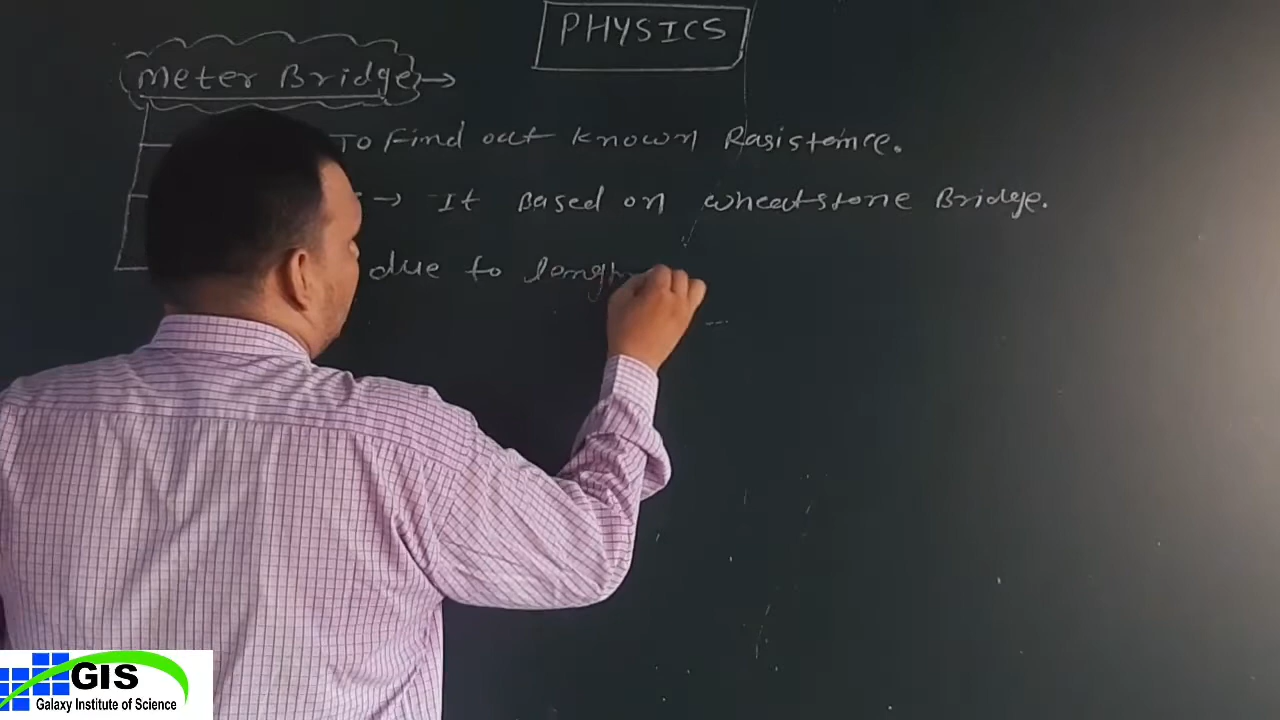 PHYSICS
Meter Bridge →
To Find out known Rasistance.
→ It Based on wheatstone Bridge.
due to
GIS
Galaxy Institute of Science